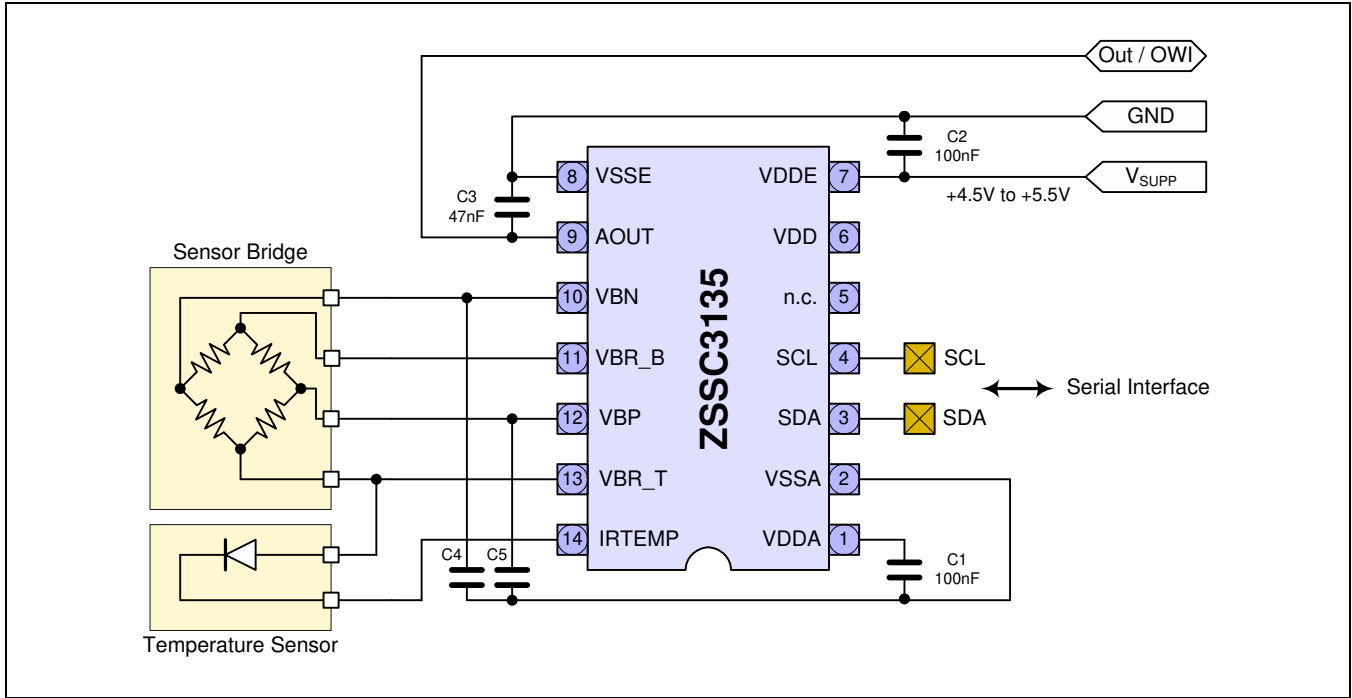 Out / OWI
GND
C2
100nF
VSUPP
+4.5V to +5.5V
C3
47nF
8 VSSE
VDDE 7
9 AOUT
VDD 6
Sensor Bridge
10 VBN
n.c. 5
11 VBR_B
SCL 4
SCL
Serial Interface
12 VBP
SDA 3
SDA
13 VBR_T
VSSA 2
14 IRTEMP
VDDA 1
ZSSC3135
C4
C5
C1
100nF
Temperature Sensor